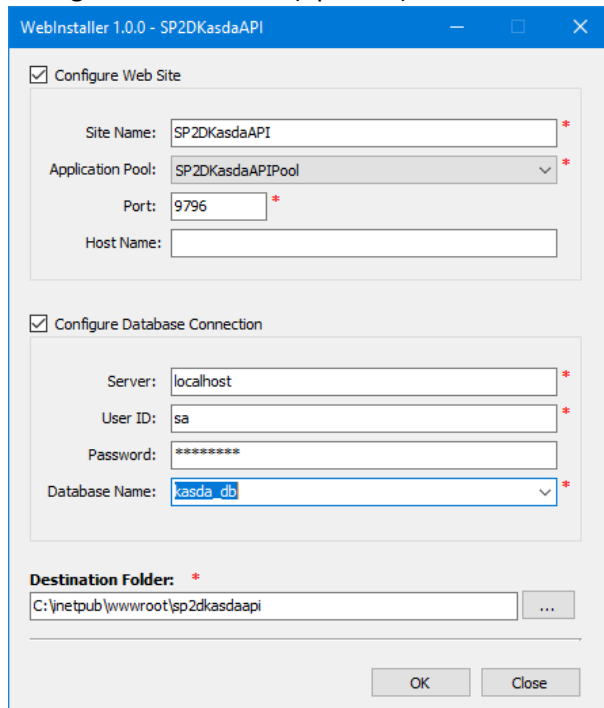 WebInstaller 1.0.0 - SP2DKasdaAPI
Configure Web Site
Site Name: SP2DKasdaAPI *
Application Pool: SP2DKasdaAPIPool *
Port: 9796 *
Host Name:
Configure Database Connection
Server: localhost *
User ID: sa *
Password: ********
Database Name: kasda_db *
Destination Folder: *
C:\inetpub\wwwroot\sp2dkasdaapi ...
OK Close